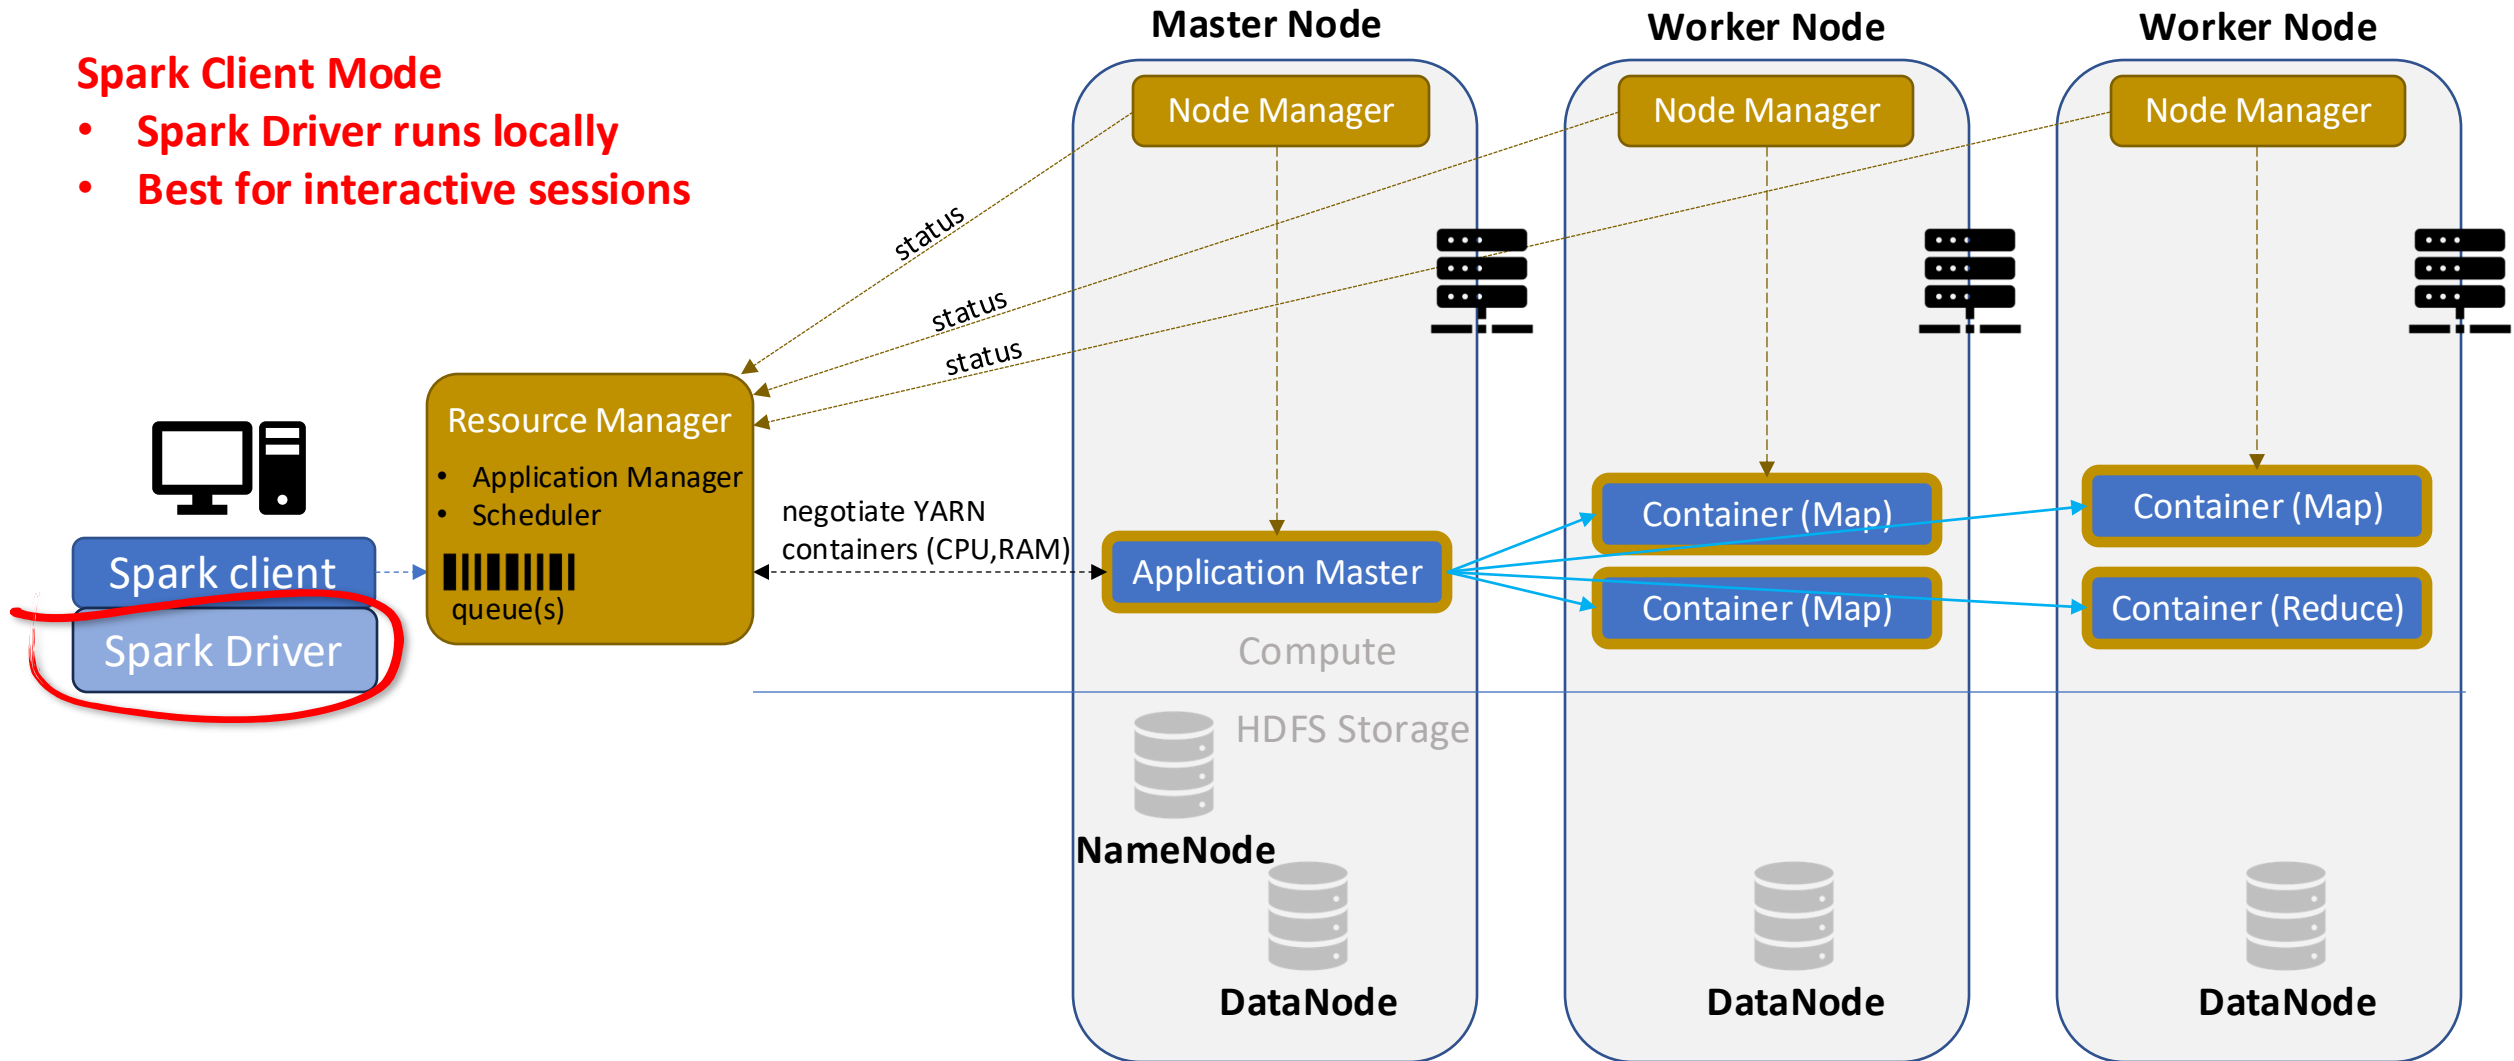 Spark Client Mode
• Spark Driver runs locally
• Best for interactive sessions
Master Node
Worker Node
Worker Node
Node Manager
Node Manager
Node Manager
status
status
status
Resource Manager
• Application Manager
• Scheduler
queue(s)
Spark client
Spark Driver
negotiate YARN
containers (CPU,RAM)
Application Master
Container (Map)
Container (Map)
Container (Map)
Container (Reduce)
Compute
HDFS Storage
NameNode
DataNode
DataNode
DataNode